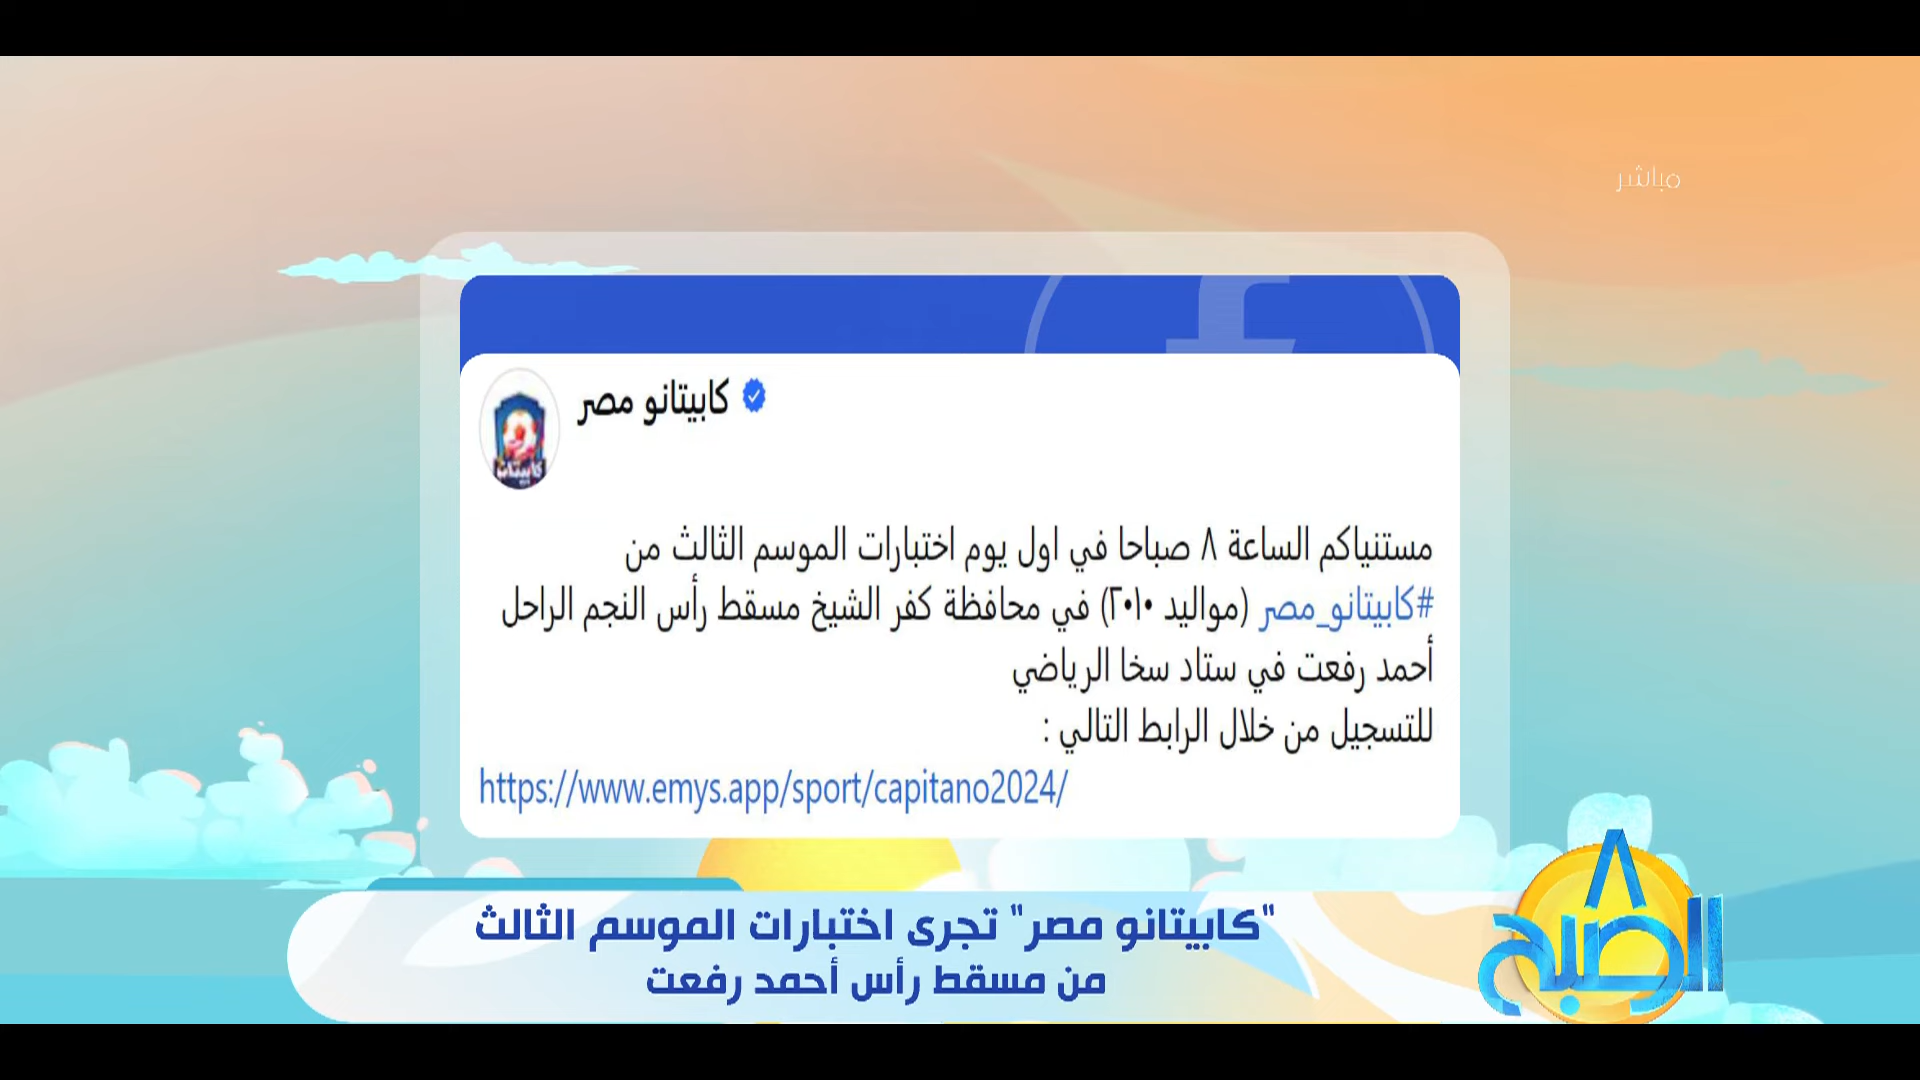 مباشر
كابيتانو مصر
كابيتانو
مستنياكم الساعة ٨ صباحا في اول يوم اختبارات الموسم الثالث من
#كابيتانو_مصر (مواليد ٢٠١٠) في محافظة كفر الشيخ مسقط رأس النجم الراحل
أحمد رفعت في ستاد سخا الرياضي
للتسجيل من خلال الرابط التالي :
https://www.emys.app/sport/capitano2024/
"كابيتانو مصر" تجرى اختبارات الموسم الثالث
من مسقط رأس أحمد رفعت
٨ الصبح